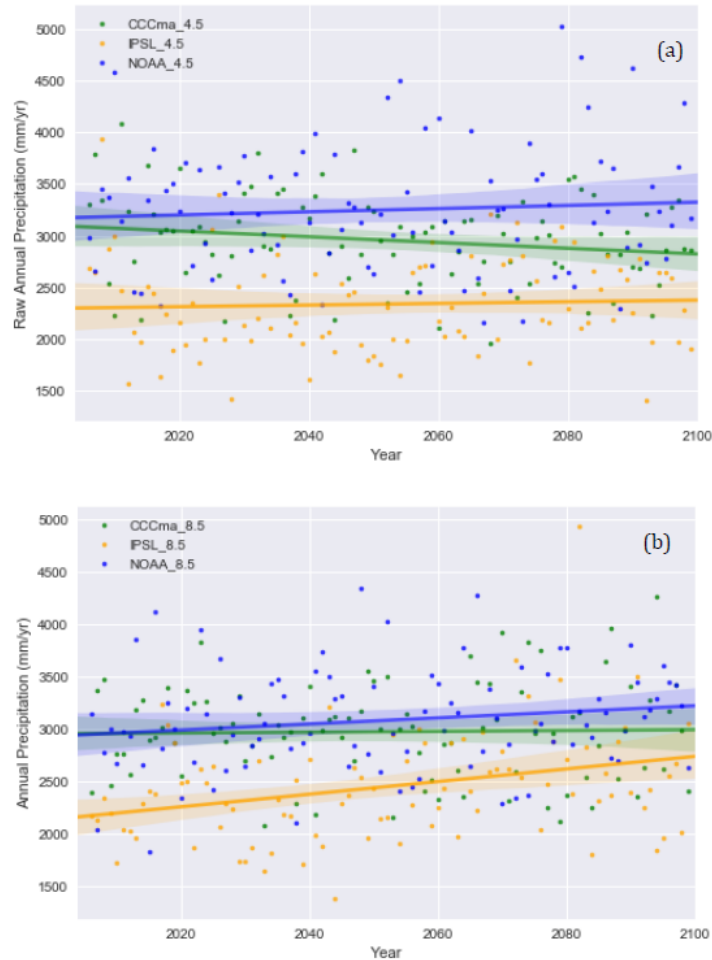 5000
CCCma_4.5
IPSL_4.5
NOAA_4.5
(a)
4500
4000
3500
3000
2500
2000
1500
Raw Annual Precipitation (mm/yr)
2020 2040 2060 2080 2100
Year
5000
CCCma_8.5
IPSL_8.5
NOAA_8.5
(b)
4500
4000
3500
3000
2500
2000
1500
Annual Precipitation (mm/yr)
2020 2040 2060 2080 2100
Year